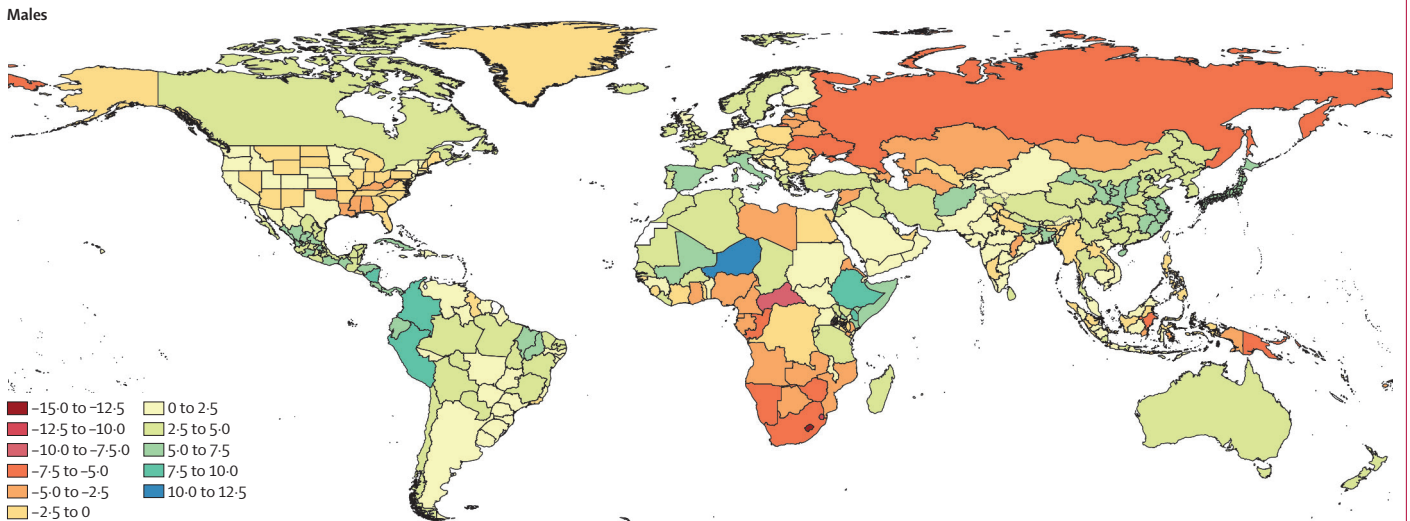 Males
–15·0 to –12·5
–12·5 to –10·0
–10·0 to –7·5·0
–7·5 to –5·0
–5·0 to –2·5
–2·5 to 0
0 to 2·5
2·5 to 5·0
5·0 to 7·5
7·5 to 10·0
10·0 to 12·5